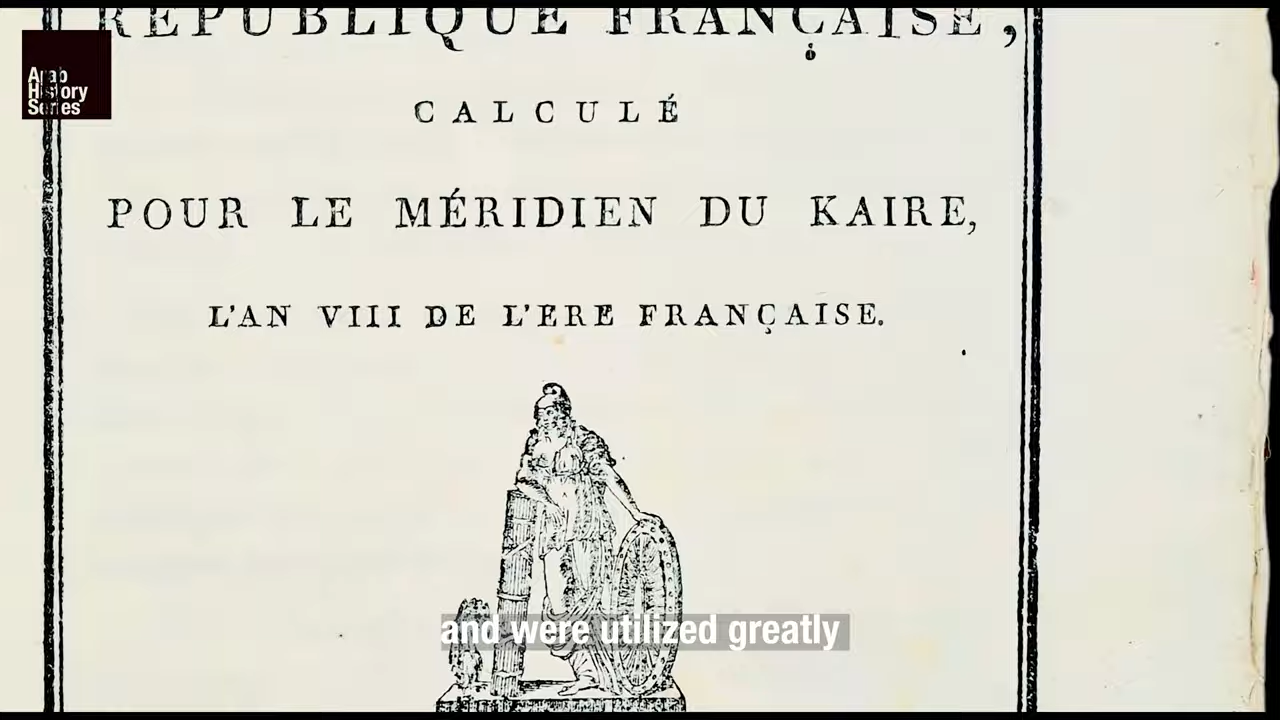 RÉPUBLIQUE FRANÇAISE,
Arab
History
Series
CALCULÉ
POUR LE MÉRIDIEN DU KAIRE,
L'AN VIII DE L'ERE FRANÇAISE.
and were utilized greatly